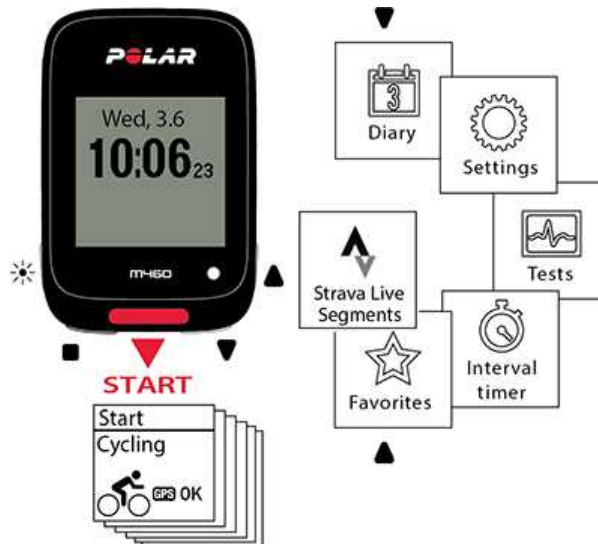 POLAR
Wed, 3.6
10:06 23
M460
START
Start
Cycling
GPS OK
3
Diary
Settings
Tests
Strava Live
Segments
Interval
timer
Favorites